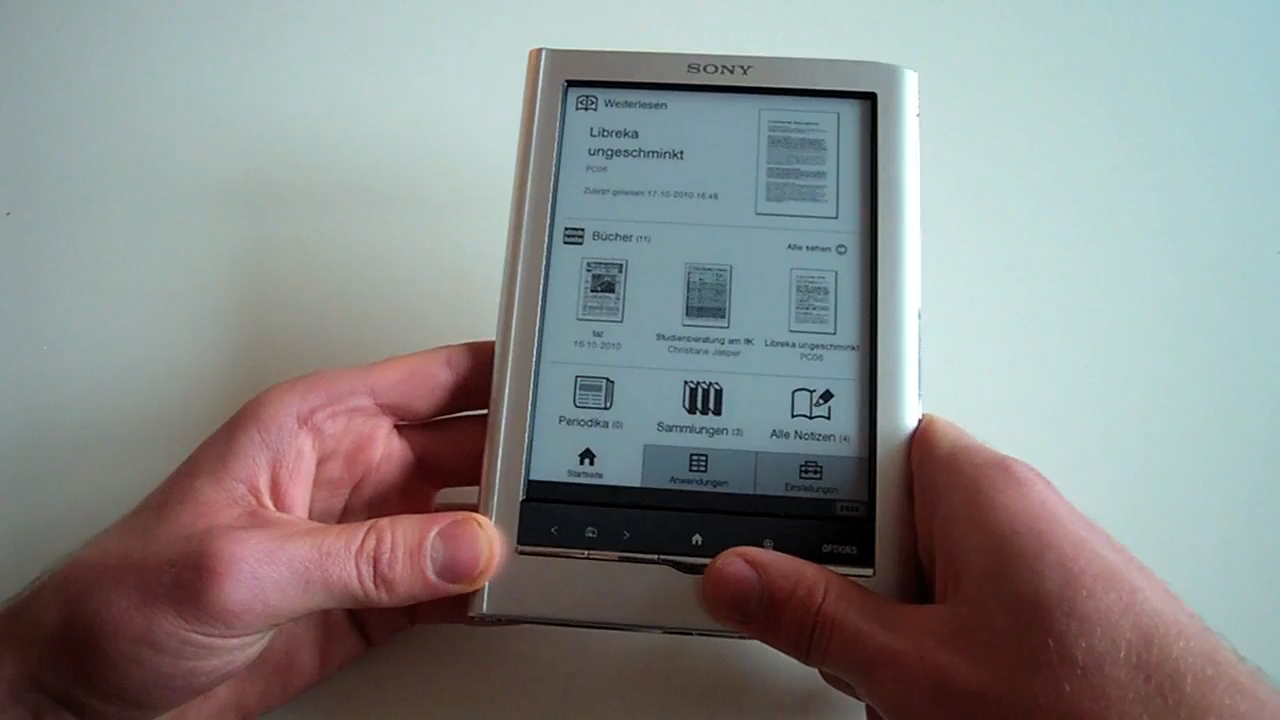 SONY
Weiterlesen
Libreka
ungeschminkt
PC06
Zuletzt gelesen:17-10-2010 16:48
Bücher (11)
Alle sehen
taz
16-10-2010
Studienberatung am IIK
Christiane Jasper
Libreka ungeschminkt
PC06
Periodika (0)
Sammlungen (3)
Alle Notizen (4)
Startseite
Anwendungen
Einstellungen
OPTIONS